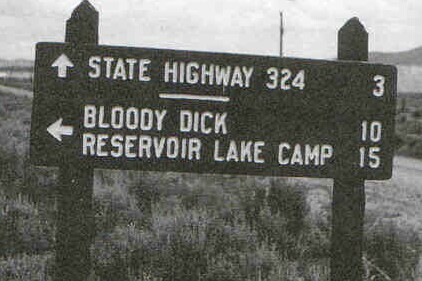 ↑ STATE HIGHWAY 324 3
← BLOODY DICK 10
RESERVOIR LAKE CAMP 15